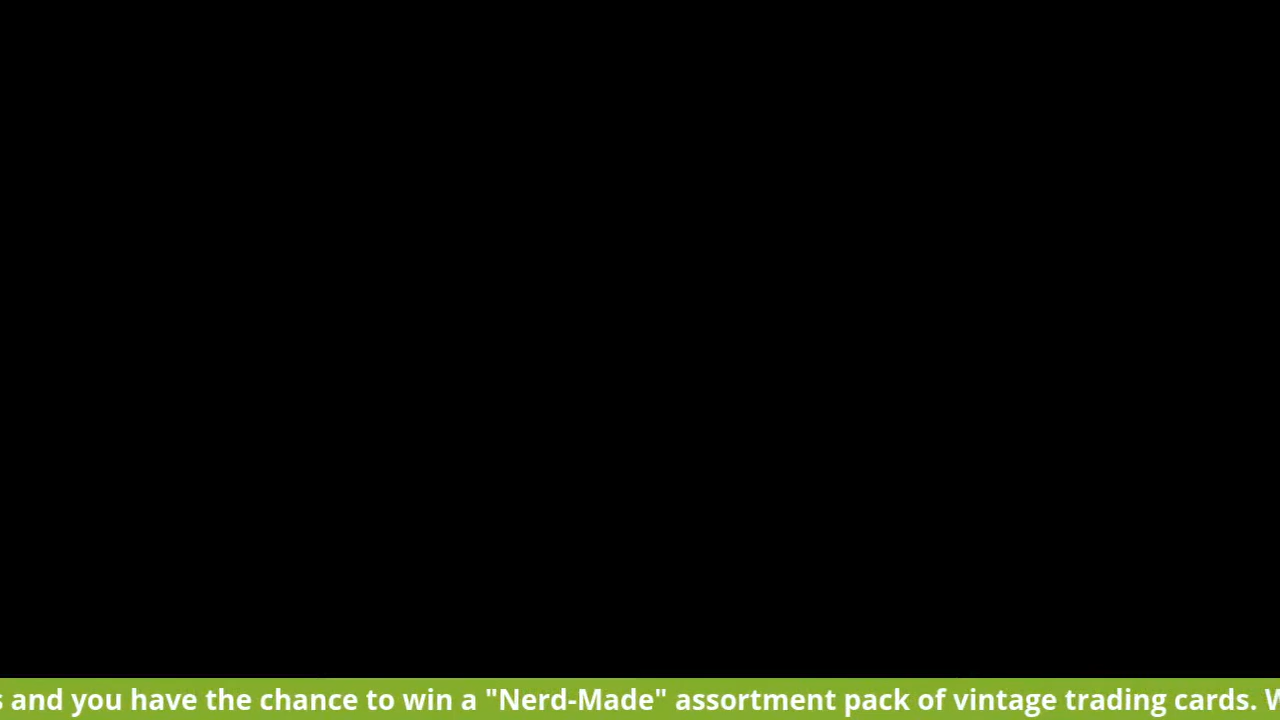 s and you have the chance to win a "Nerd-Made" assortment pack of vintage trading cards. W